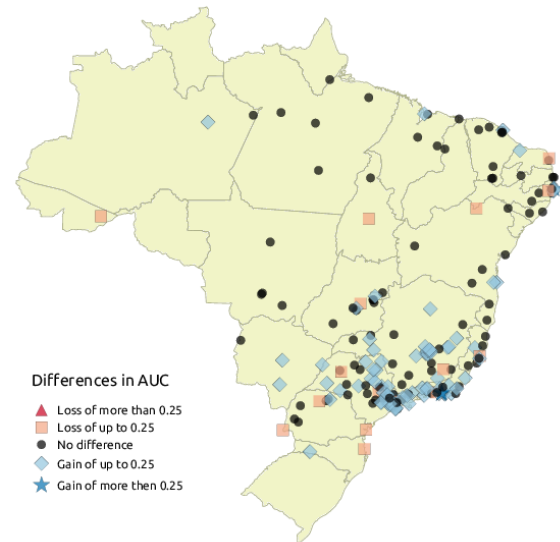 Differences in AUC
Loss of more than 0.25
Loss of up to 0.25
No difference
Gain of up to 0.25
Gain of more then 0.25